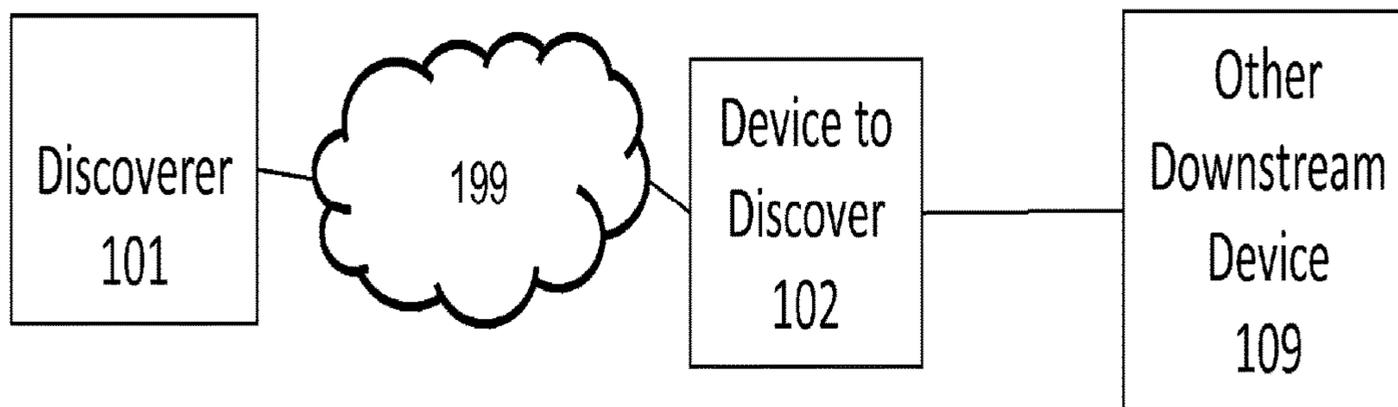 Discoverer
101
199
Device to
Discover
102
Other
Downstream
Device
109